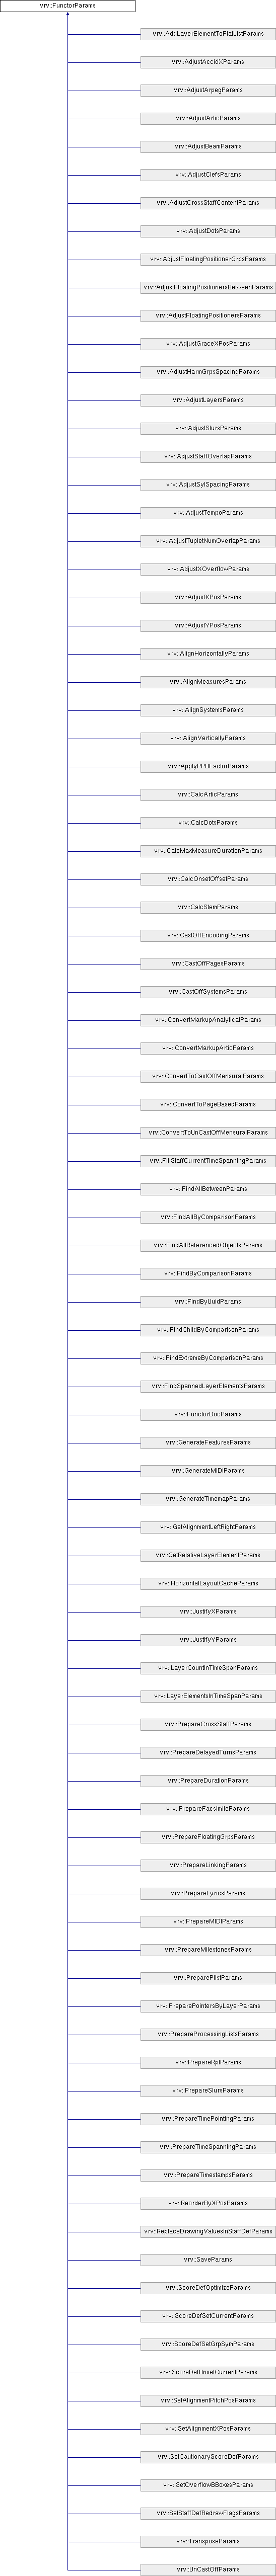 vrv::FunctorParams
vrv::AddLayerElementToFlatListParams
vrv::AdjustAccidXParams
vrv::AdjustArpegParams
vrv::AdjustArticParams
vrv::AdjustBeamParams
vrv::AdjustClefsParams
vrv::AdjustCrossStaffContentParams
vrv::AdjustDotsParams
vrv::AdjustFloatingPositionerGrpsParams
vrv::AdjustFloatingPositionersBetweenParams
vrv::AdjustFloatingPositionersParams
vrv::AdjustGraceXPosParams
vrv::AdjustHarmGrpsSpacingParams
vrv::AdjustLayersParams
vrv::AdjustSlursParams
vrv::AdjustStaffOverlapParams
vrv::AdjustSylSpacingParams
vrv::AdjustTempoParams
vrv::AdjustTupletNumOverlapParams
vrv::AdjustXOverflowParams
vrv::AdjustXPosParams
vrv::AdjustYPosParams
vrv::AlignHorizontallyParams
vrv::AlignMeasuresParams
vrv::AlignSystemsParams
vrv::AlignVerticallyParams
vrv::ApplyPPUFactorParams
vrv::CalcArticParams
vrv::CalcDotsParams
vrv::CalcMaxMeasureDurationParams
vrv::CalcOnsetOffsetParams
vrv::CalcStemParams
vrv::CastOffEncodingParams
vrv::CastOffPagesParams
vrv::CastOffSystemsParams
vrv::ConvertMarkupAnalyticalParams
vrv::ConvertMarkupArticParams
vrv::ConvertToCastOffMensuralParams
vrv::ConvertToPageBasedParams
vrv::ConvertToUnCastOffMensuralParams
vrv::FillStaffCurrentTimeSpanningParams
vrv::FindAllBetweenParams
vrv::FindAllByComparisonParams
vrv::FindAllReferencedObjectsParams
vrv::FindByComparisonParams
vrv::FindByUuidParams
vrv::FindChildByComparisonParams
vrv::FindExtremeByComparisonParams
vrv::FindSpannedLayerElementsParams
vrv::FunctorDocParams
vrv::GenerateFeaturesParams
vrv::GenerateMIDIParams
vrv::GenerateTimemapParams
vrv::GetAlignmentLeftRightParams
vrv::GetRelativeLayerElementParams
vrv::HorizontalLayoutCacheParams
vrv::JustifyXParams
vrv::JustifyYParams
vrv::LayerCountInTimeSpanParams
vrv::LayerElementsInTimeSpanParams
vrv::PrepareCrossStaffParams
vrv::PrepareDelayedTurnsParams
vrv::PrepareDurationParams
vrv::PrepareFacsimileParams
vrv::PrepareFloatingGrpsParams
vrv::PrepareLinkingParams
vrv::PrepareLyricsParams
vrv::PrepareMIDIParams
vrv::PrepareMilestonesParams
vrv::PreparePlistParams
vrv::PreparePointersByLayerParams
vrv::PrepareProcessingListsParams
vrv::PrepareRptParams
vrv::PrepareSlursParams
vrv::PrepareTimePointingParams
vrv::PrepareTimeSpanningParams
vrv::PrepareTimestampsParams
vrv::ReorderByXPosParams
vrv::ReplaceDrawingValuesInStaffDefParams
vrv::SaveParams
vrv::ScoreDefOptimizeParams
vrv::ScoreDefSetCurrentParams
vrv::ScoreDefSetGrpSymParams
vrv::ScoreDefUnsetCurrentParams
vrv::SetAlignmentPitchPosParams
vrv::SetAlignmentXPosParams
vrv::SetCautionaryScoreDefParams
vrv::SetOverflowBBoxesParams
vrv::SetStaffDefRedrawFlagsParams
vrv::TransposeParams
vrv::UnCastOffParams